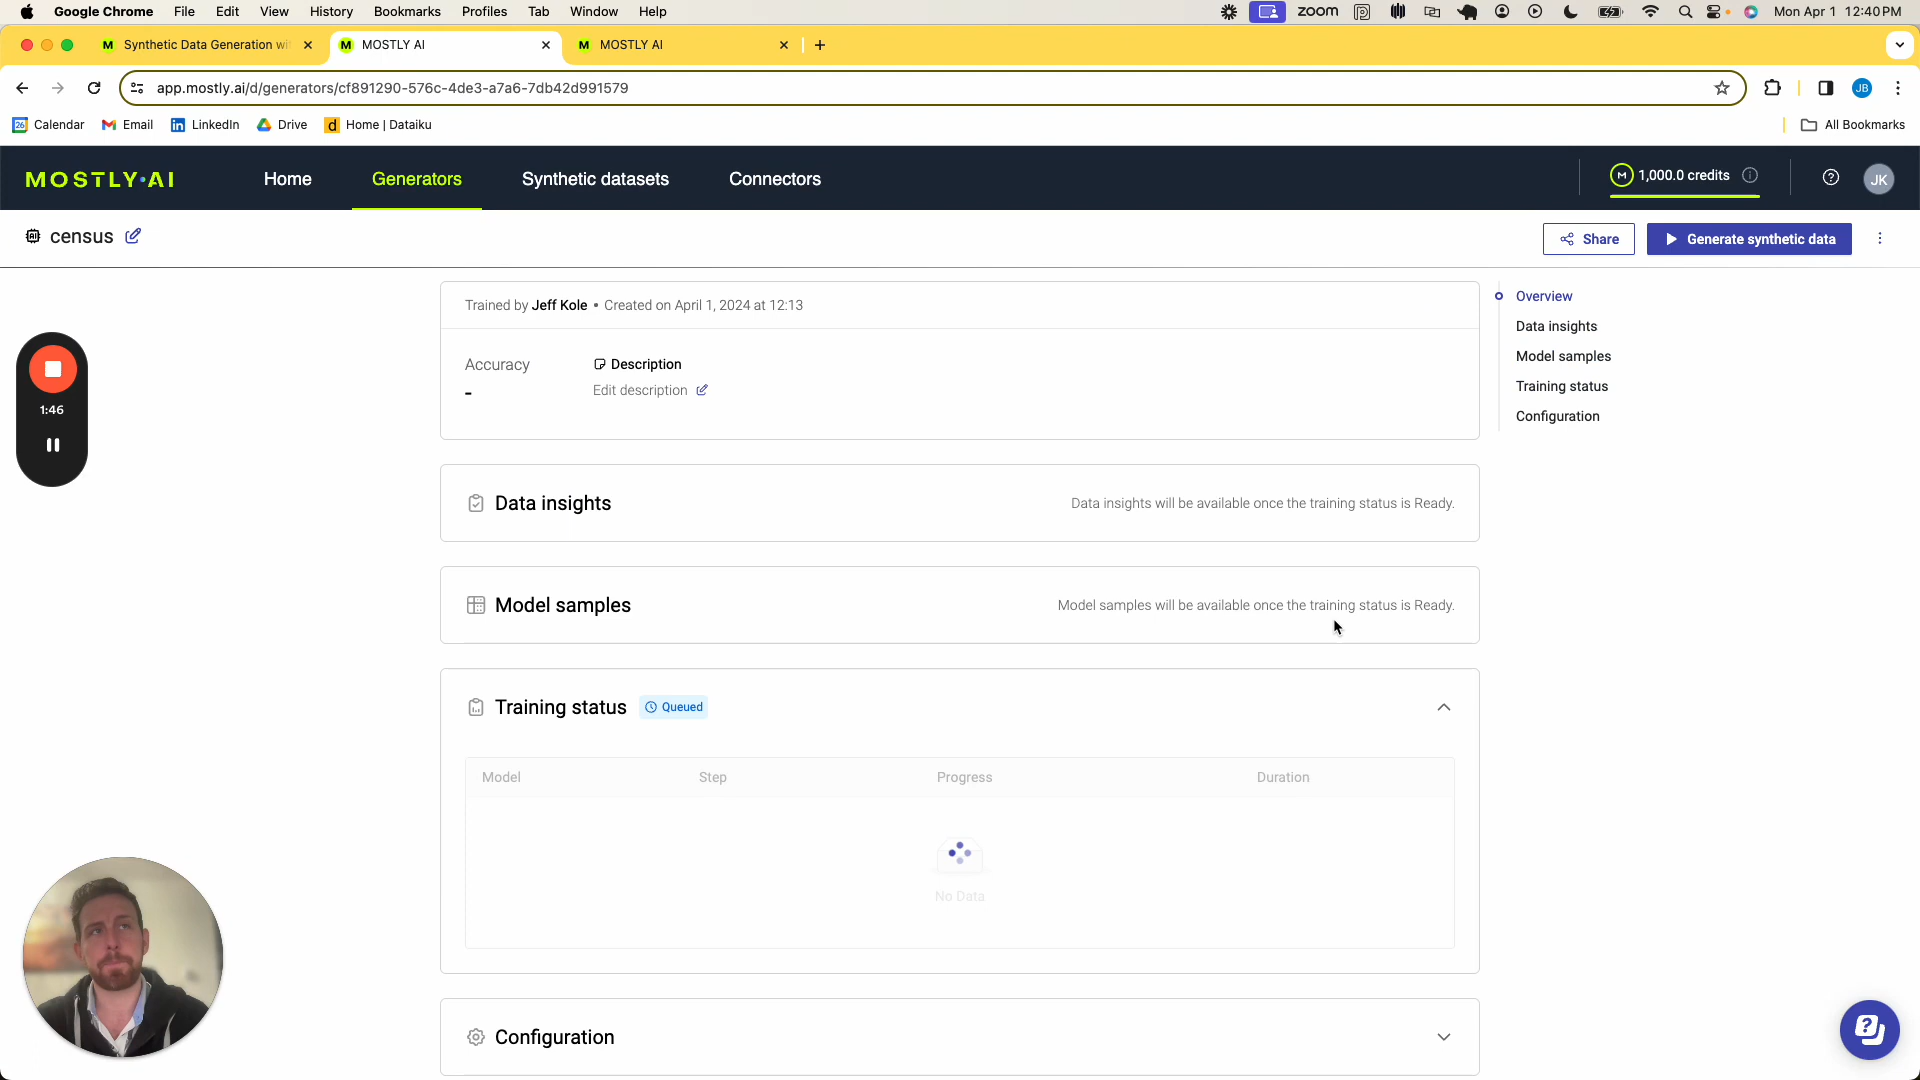 Google Chrome File Edit View History Bookmarks Profiles Tab Window Help zoom Mon Apr 1 12:40 PM
M Synthetic Data Generation wi M MOSTLY AI M MOSTLY AI
app.mostly.ai/d/generators/cf891290-576c-4de3-a7a6-7db42d991579 JB
26 Calendar Email LinkedIn Drive d Home | Dataiku All Bookmarks
MOSTLY·AI Home Generators Synthetic datasets Connectors M 1,000.0 credits JK
census Share Generate synthetic data
Trained by Jeff Kole • Created on April 1, 2024 at 12:13
Accuracy Description
- Edit description
Overview
Data insights
Model samples
Training status
Configuration
1:46
Data insights Data insights will be available once the training status is Ready.
Model samples Model samples will be available once the training status is Ready.
Training status Queued
Model Step Progress Duration
No Data
Configuration